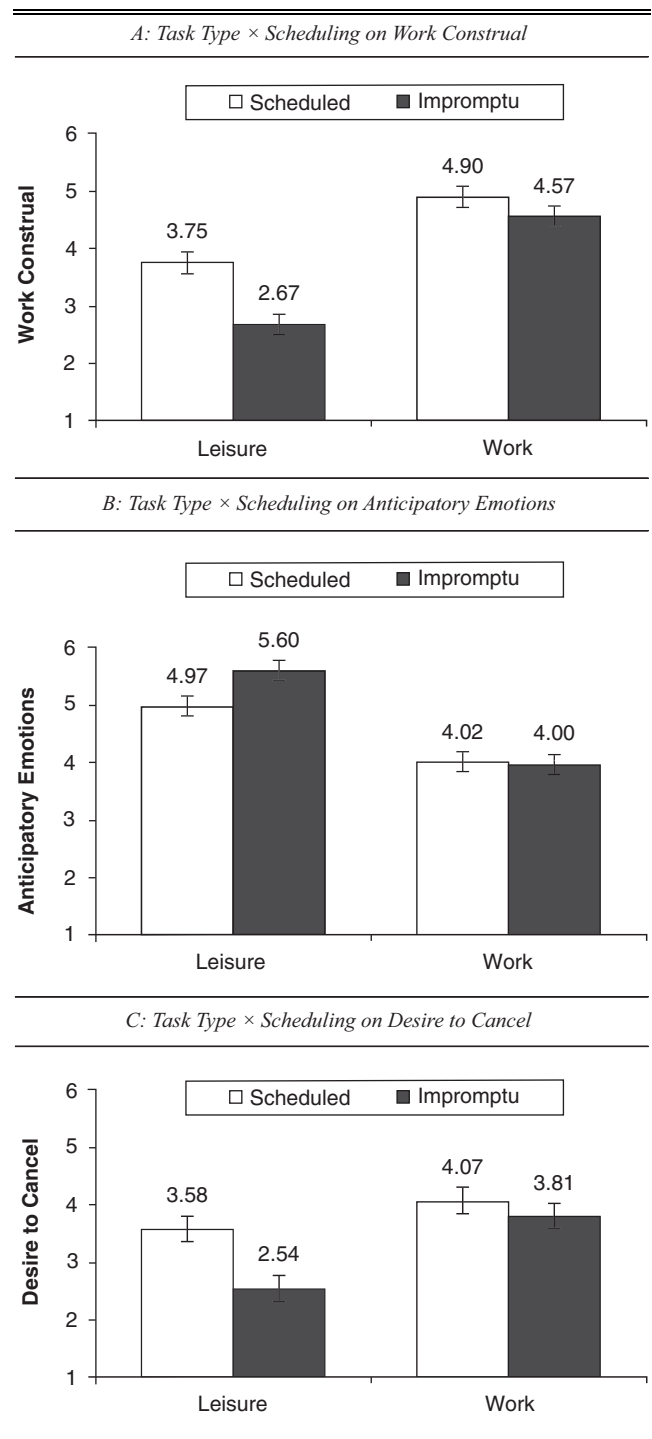 A: Task Type × Scheduling on Work Construal
Scheduled Impromptu
6
5
4
3
2
1
Work Construal
3.75
2.67
4.90
4.57
Leisure Work
B: Task Type × Scheduling on Anticipatory Emotions
Scheduled Impromptu
6
5
4
3
2
1
Anticipatory Emotions
4.97
5.60
4.02
4.00
Leisure Work
C: Task Type × Scheduling on Desire to Cancel
Scheduled Impromptu
6
5
4
3
2
1
Desire to Cancel
3.58
2.54
4.07
3.81
Leisure Work